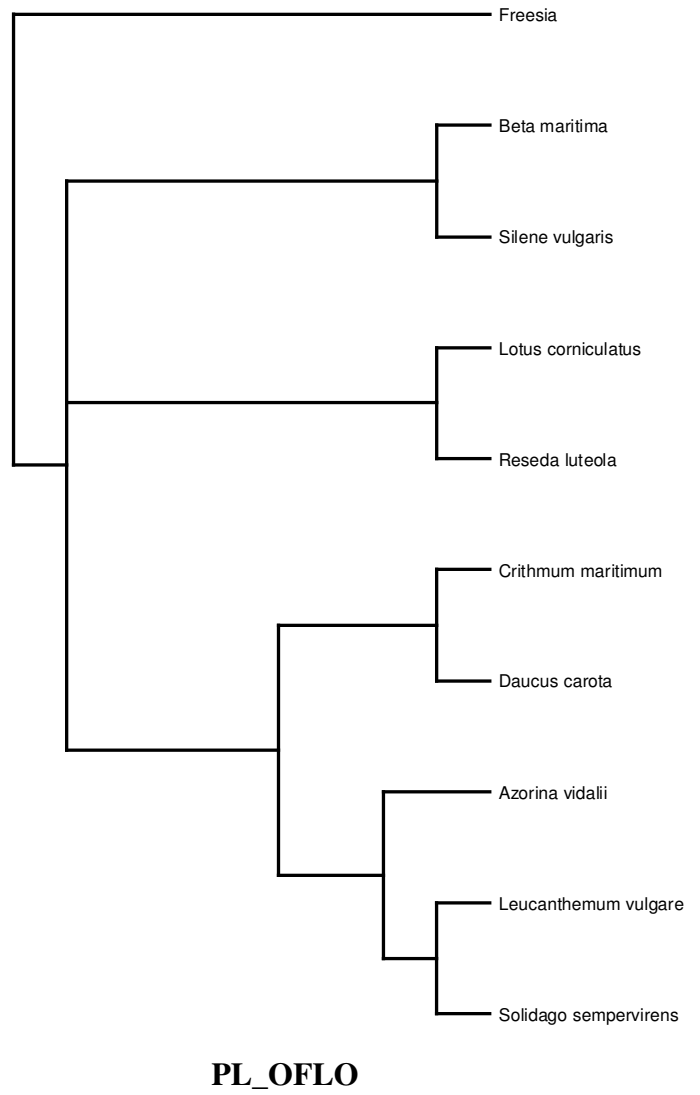 Freesia
Beta maritima
Silene vulgaris
Lotus corniculatus
Reseda luteola
Crithmum maritimum
Daucus carota
Azorina vidalii
Leucanthemum vulgare
Solidago sempervirens
PL_OFLO